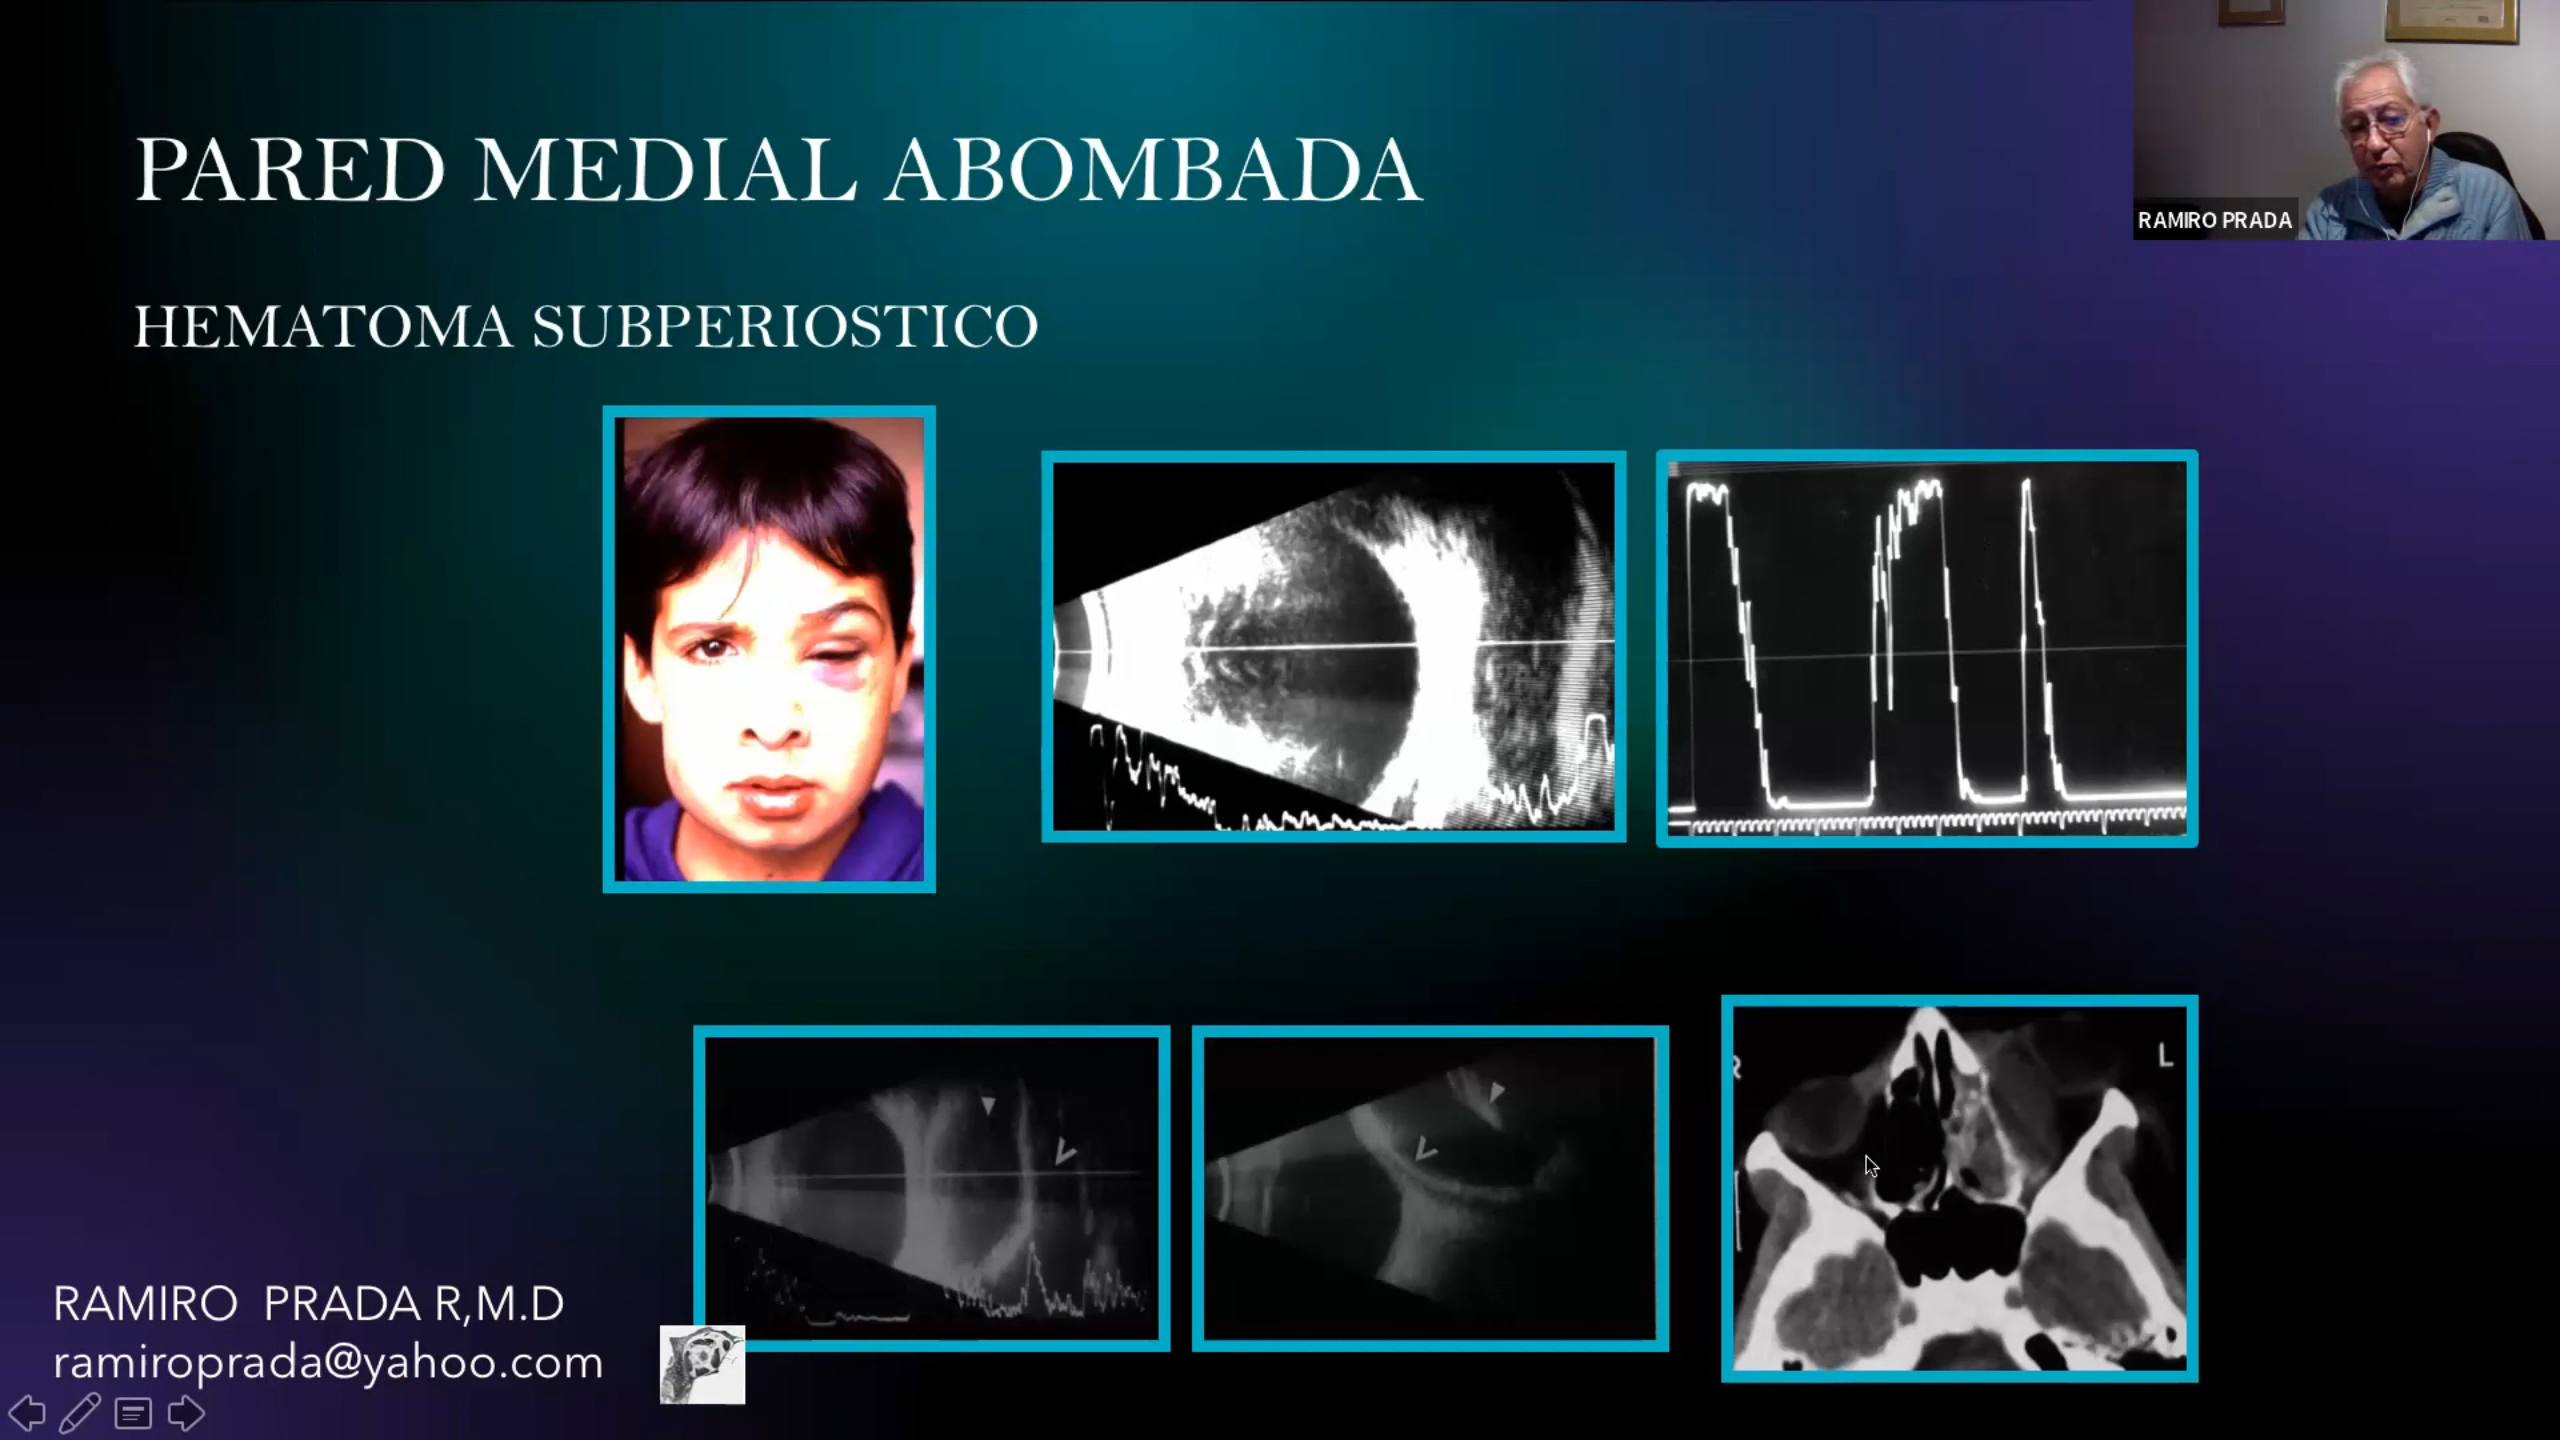 PARED MEDIAL ABOMBADA
RAMIRO PRADA
HEMATOMA SUBPERIOSTICO
R
L
RAMIRO PRADA R,M.D
ramiroprada@yahoo.com